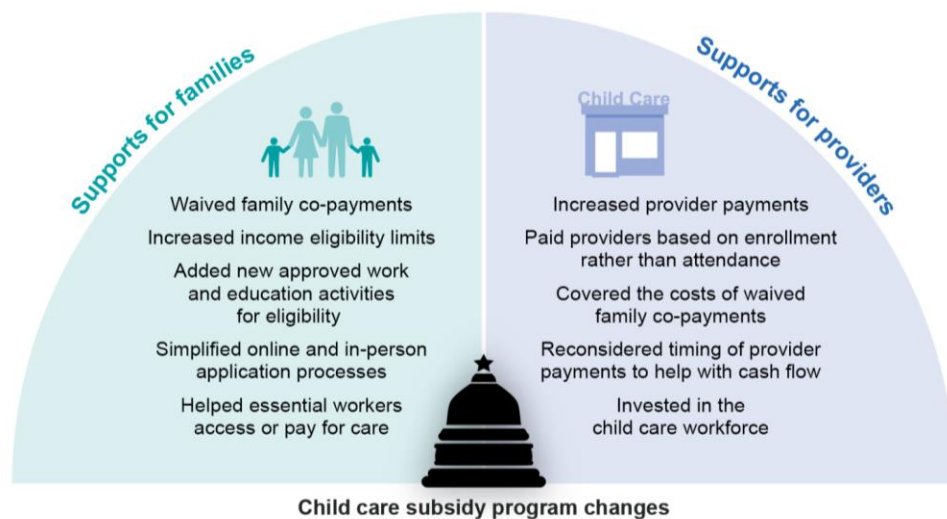 Supports for families
Waived family co-payments
Increased income eligibility limits
Added new approved work
and education activities
for eligibility
Simplified online and in-person
application processes
Helped essential workers
access or pay for care
Supports for providers
Child Care
Increased provider payments
Paid providers based on enrollment
rather than attendance
Covered the costs of waived
family co-payments
Reconsidered timing of provider
payments to help with cash flow
Invested in the
child care workforce
Child care subsidy program changes